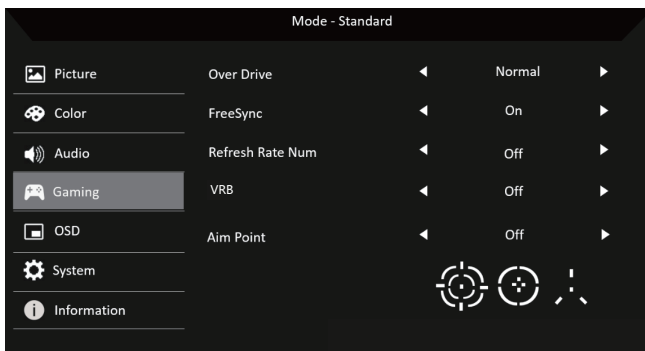 Mode - Standard
Picture
Over Drive Normal
Color
FreeSync On
Audio
Refresh Rate Num Off
Gaming
VRB Off
OSD
Aim Point Off
System
Information